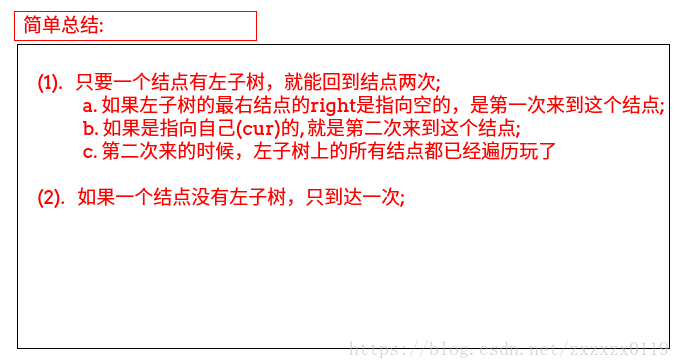 简单总结:
(1). 只要一个结点有左子树，就能回到结点两次;
a. 如果左子树的最右结点的right是指向空的，是第一次来到这个结点;
b. 如果是指向自己(cur)的, 就是第二次来到这个结点;
c. 第二次来的时候，左子树上的所有结点都已经遍历玩了
(2). 如果一个结点没有左子树，只到达一次;
https://blog.csdn.net/zxzxzx0119